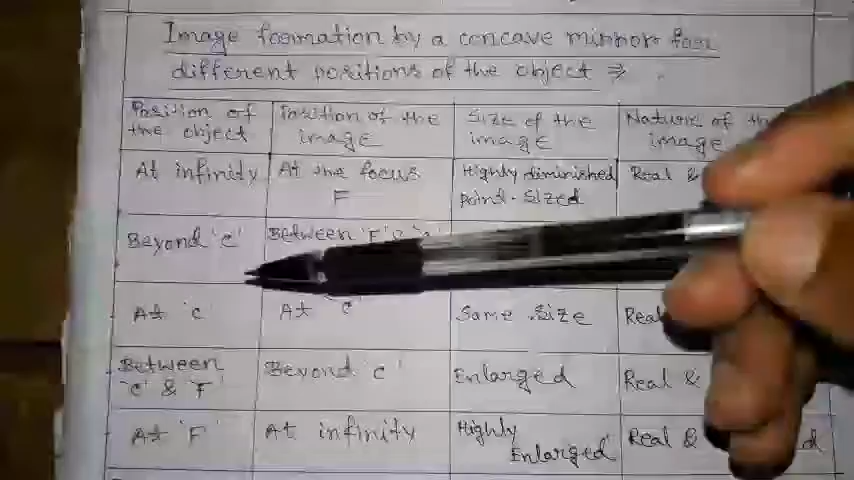 Image formation by a concave mirror for
different positions of the object ⇒
Position of the object
Position of the image
Size of the image
Nature of the image
At infinity
At the focus F
Highly diminished point-sized
Real &
Beyond 'C'
Between 'F' &
At 'C'
At 'C'
Same size
Real
Between 'C' & 'F'
Beyond 'C'
Enlarged
Real &
At 'F'
At infinity
Highly Enlarged
Real &